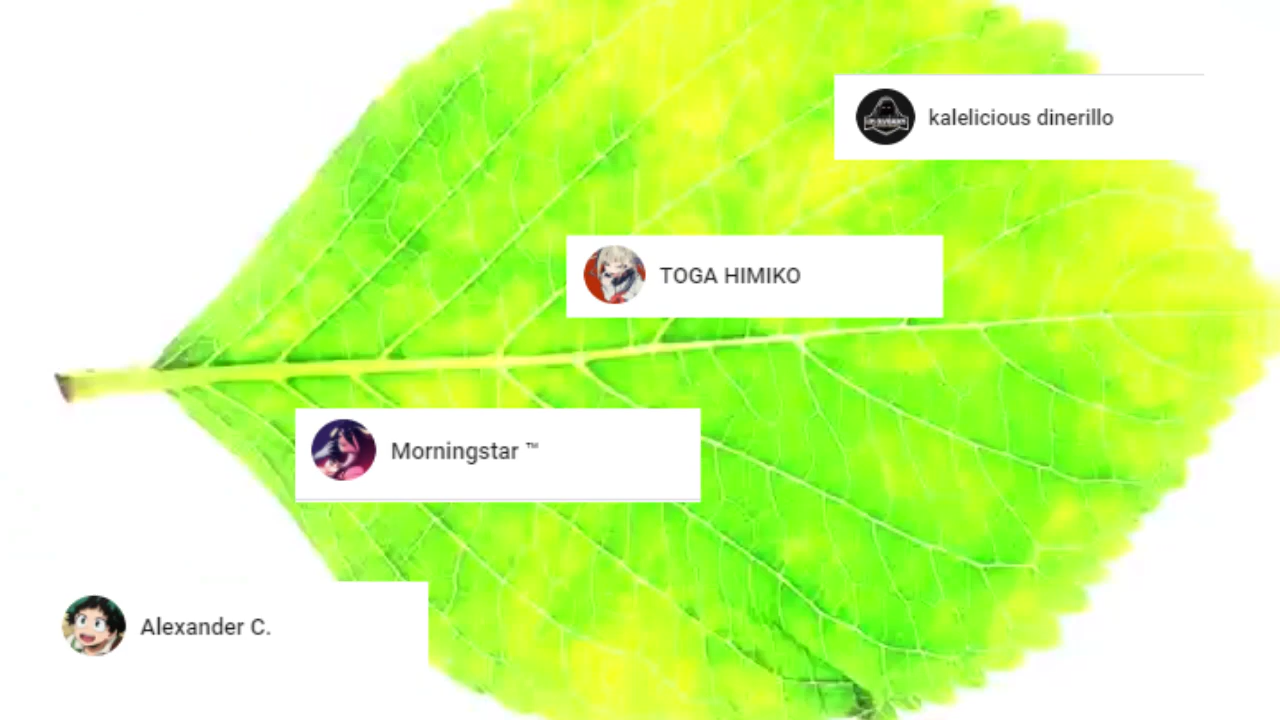 kalelicious dinerillo
TOGA HIMIKO
Morningstar ™
Alexander C.